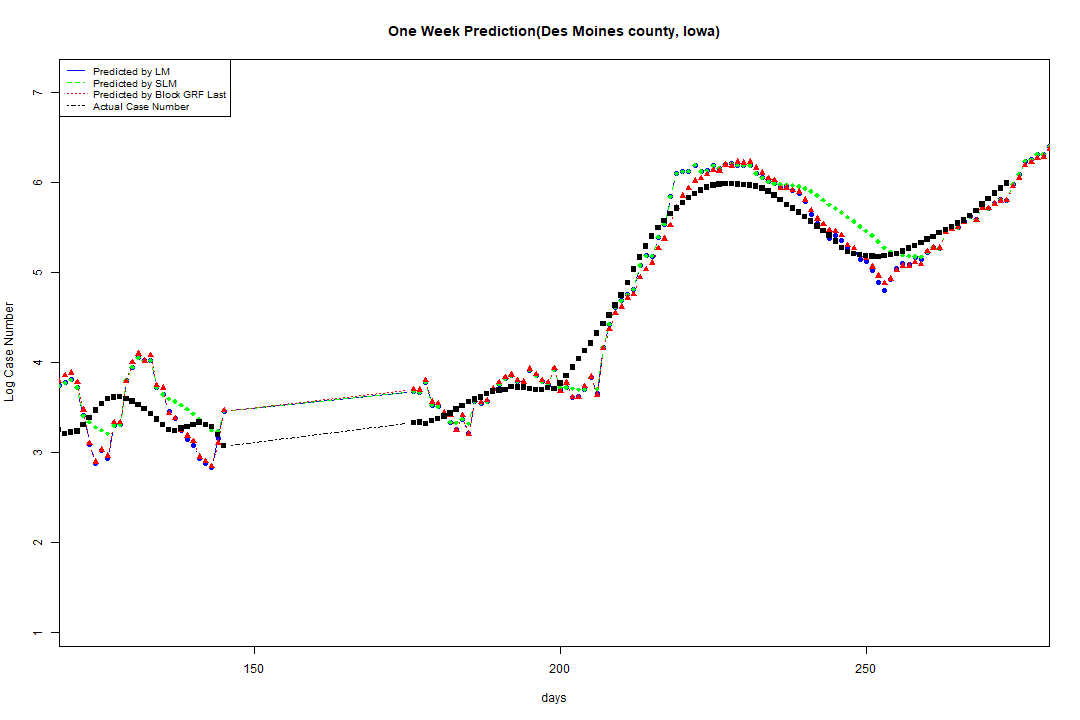 One Week Prediction(Des Moines county, Iowa)
Predicted by LM
Predicted by SLM
Predicted by Block GRF Last
Actual Case Number
Log Case Number
7
6
5
4
3
2
1
150
200
250
days